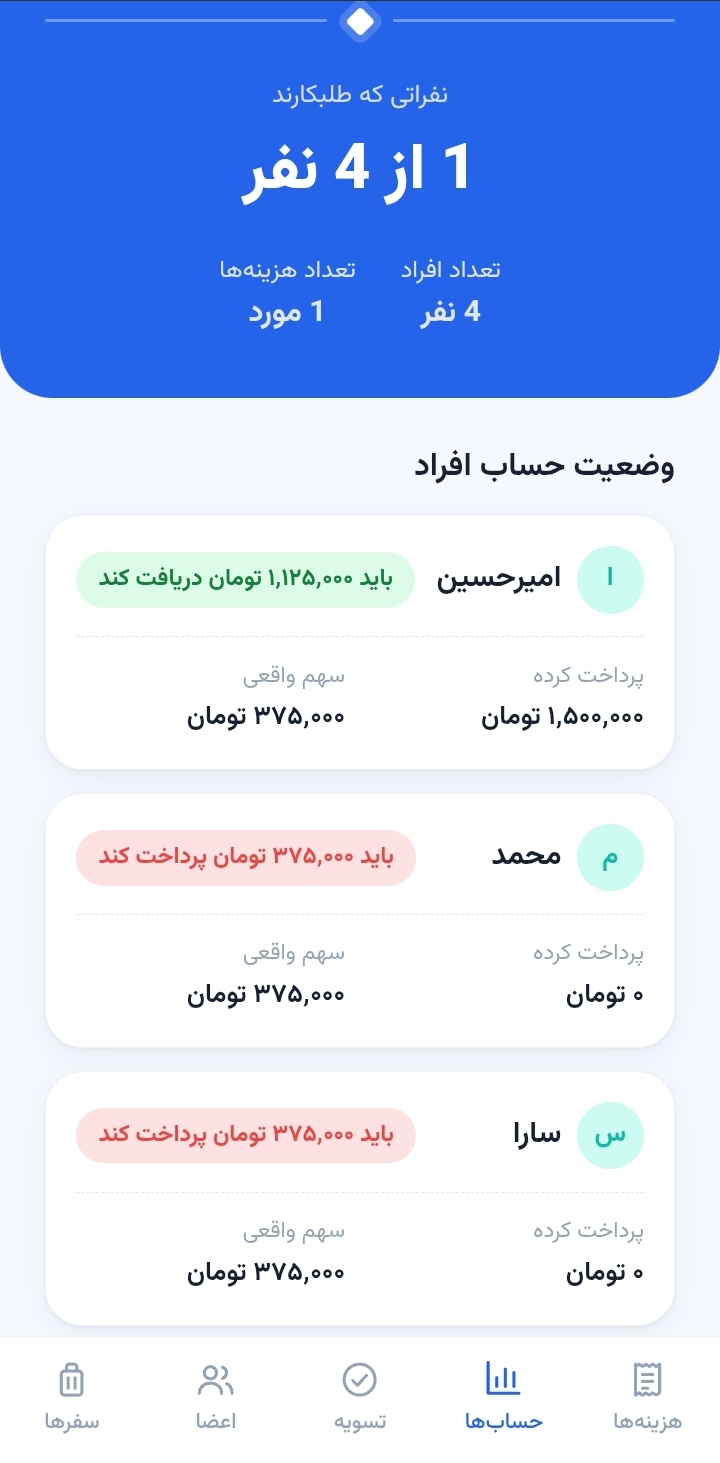 نفراتی که طلبکارند
1 از 4 نفر
تعداد افراد
4 نفر
تعداد هزینه‌ها
1 مورد
وضعیت حساب افراد
ا
امیرحسین
باید ۱,۱۲۵,۰۰۰ تومان دریافت کند
پرداخت کرده
۱,۵۰۰,۰۰۰ تومان
سهم واقعی
۳۷۵,۰۰۰ تومان
م
محمد
باید ۳۷۵,۰۰۰ تومان پرداخت کند
پرداخت کرده
۰ تومان
سهم واقعی
۳۷۵,۰۰۰ تومان
س
سارا
باید ۳۷۵,۰۰۰ تومان پرداخت کند
پرداخت کرده
۰ تومان
سهم واقعی
۳۷۵,۰۰۰ تومان
هزینه‌ها
حساب‌ها
تسویه
اعضا
سفرها